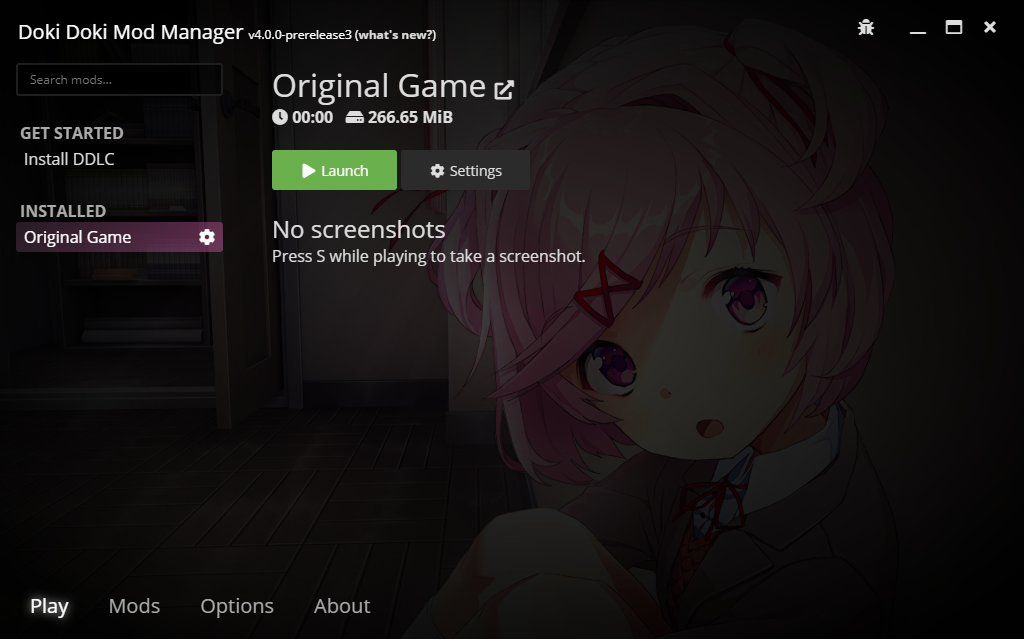 Doki Doki Mod Manager v4.0.0-prerelease3 (what's new?)
Search mods...
GET STARTED
Install DDLC
INSTALLED
Original Game
Original Game
00:00 266.65 MiB
Launch Settings
No screenshots
Press S while playing to take a screenshot.
Play Mods Options About